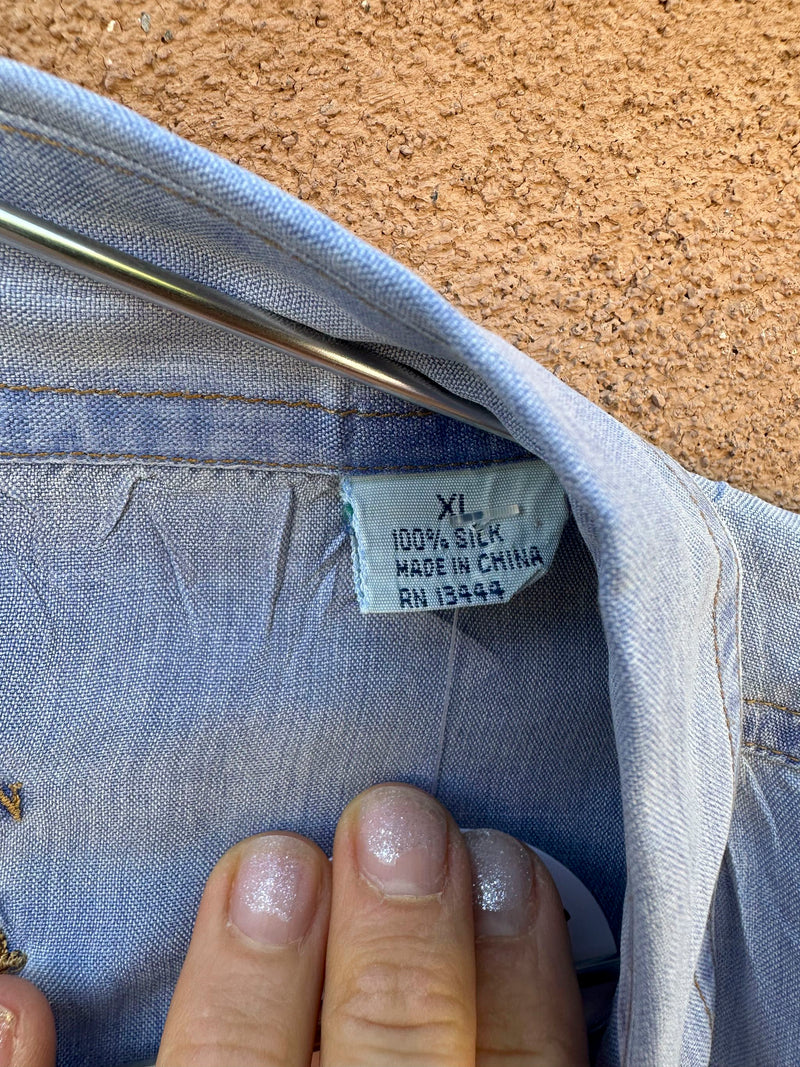 XL
100% SILK
MADE IN CHINA
RN 13444